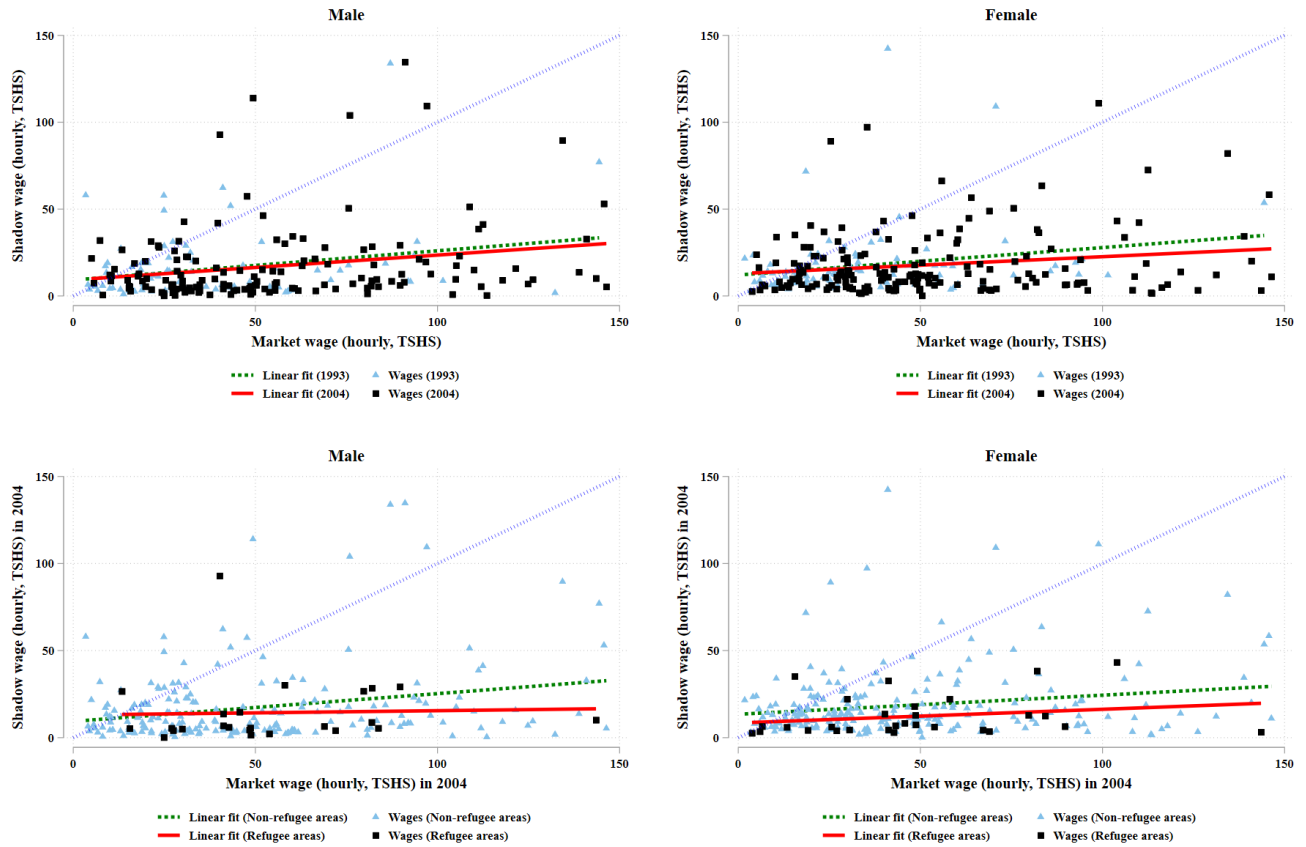 Male
150
100
50
0
Shadow wage (hourly, TSHS)
0 50 100 150
Market wage (hourly, TSHS)
Linear fit (1993) Wages (1993)
Linear fit (2004) Wages (2004)
Female
150
100
50
0
Shadow wage (hourly, TSHS)
0 50 100 150
Market wage (hourly, TSHS)
Linear fit (1993) Wages (1993)
Linear fit (2004) Wages (2004)
Male
150
100
50
0
Shadow wage (hourly, TSHS) in 2004
0 50 100 150
Market wage (hourly, TSHS) in 2004
Linear fit (Non-refugee areas) Wages (Non-refugee areas)
Linear fit (Refugee areas) Wages (Refugee areas)
Female
150
100
50
0
Shadow wage (hourly, TSHS) in 2004
0 50 100 150
Market wage (hourly, TSHS) in 2004
Linear fit (Non-refugee areas) Wages (Non-refugee areas)
Linear fit (Refugee areas) Wages (Refugee areas)